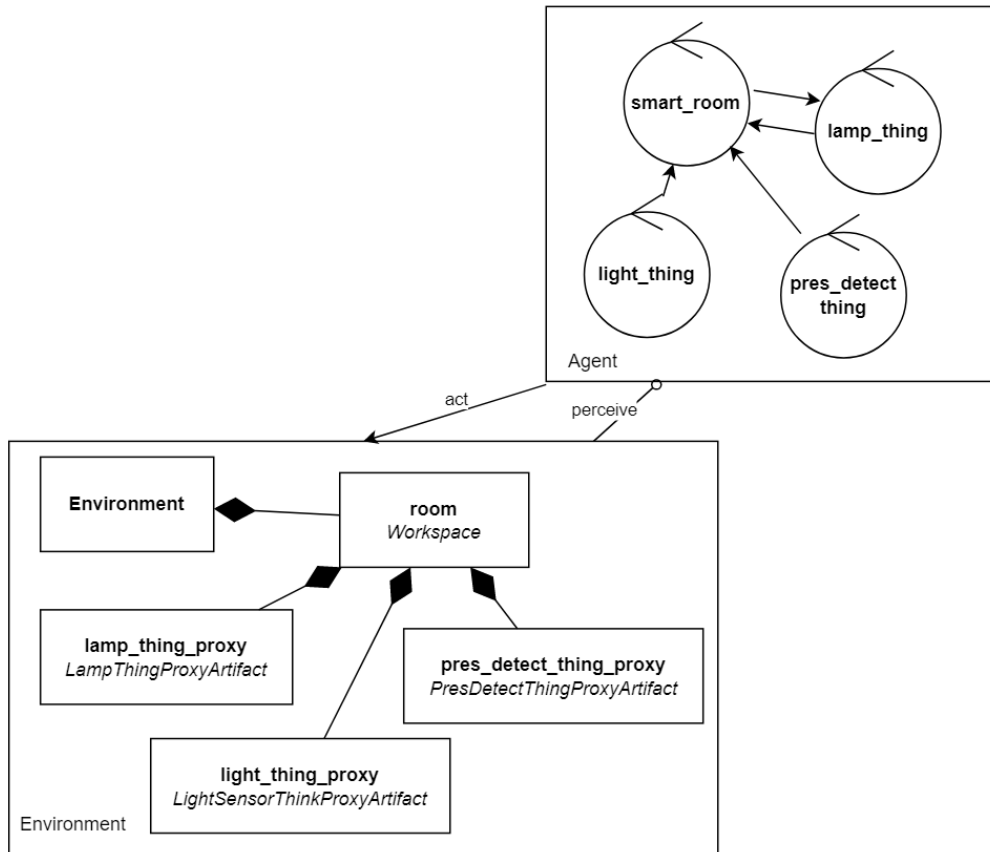 smart_room
lamp_thing
light_thing
pres_detect
thing
Agent
act
perceive
Environment
room
Workspace
lamp_thing_proxy
LampThingProxyArtifact
pres_detect_thing_proxy
PresDetectThingProxyArtifact
light_thing_proxy
LightSensorThinkProxyArtifact
Environment